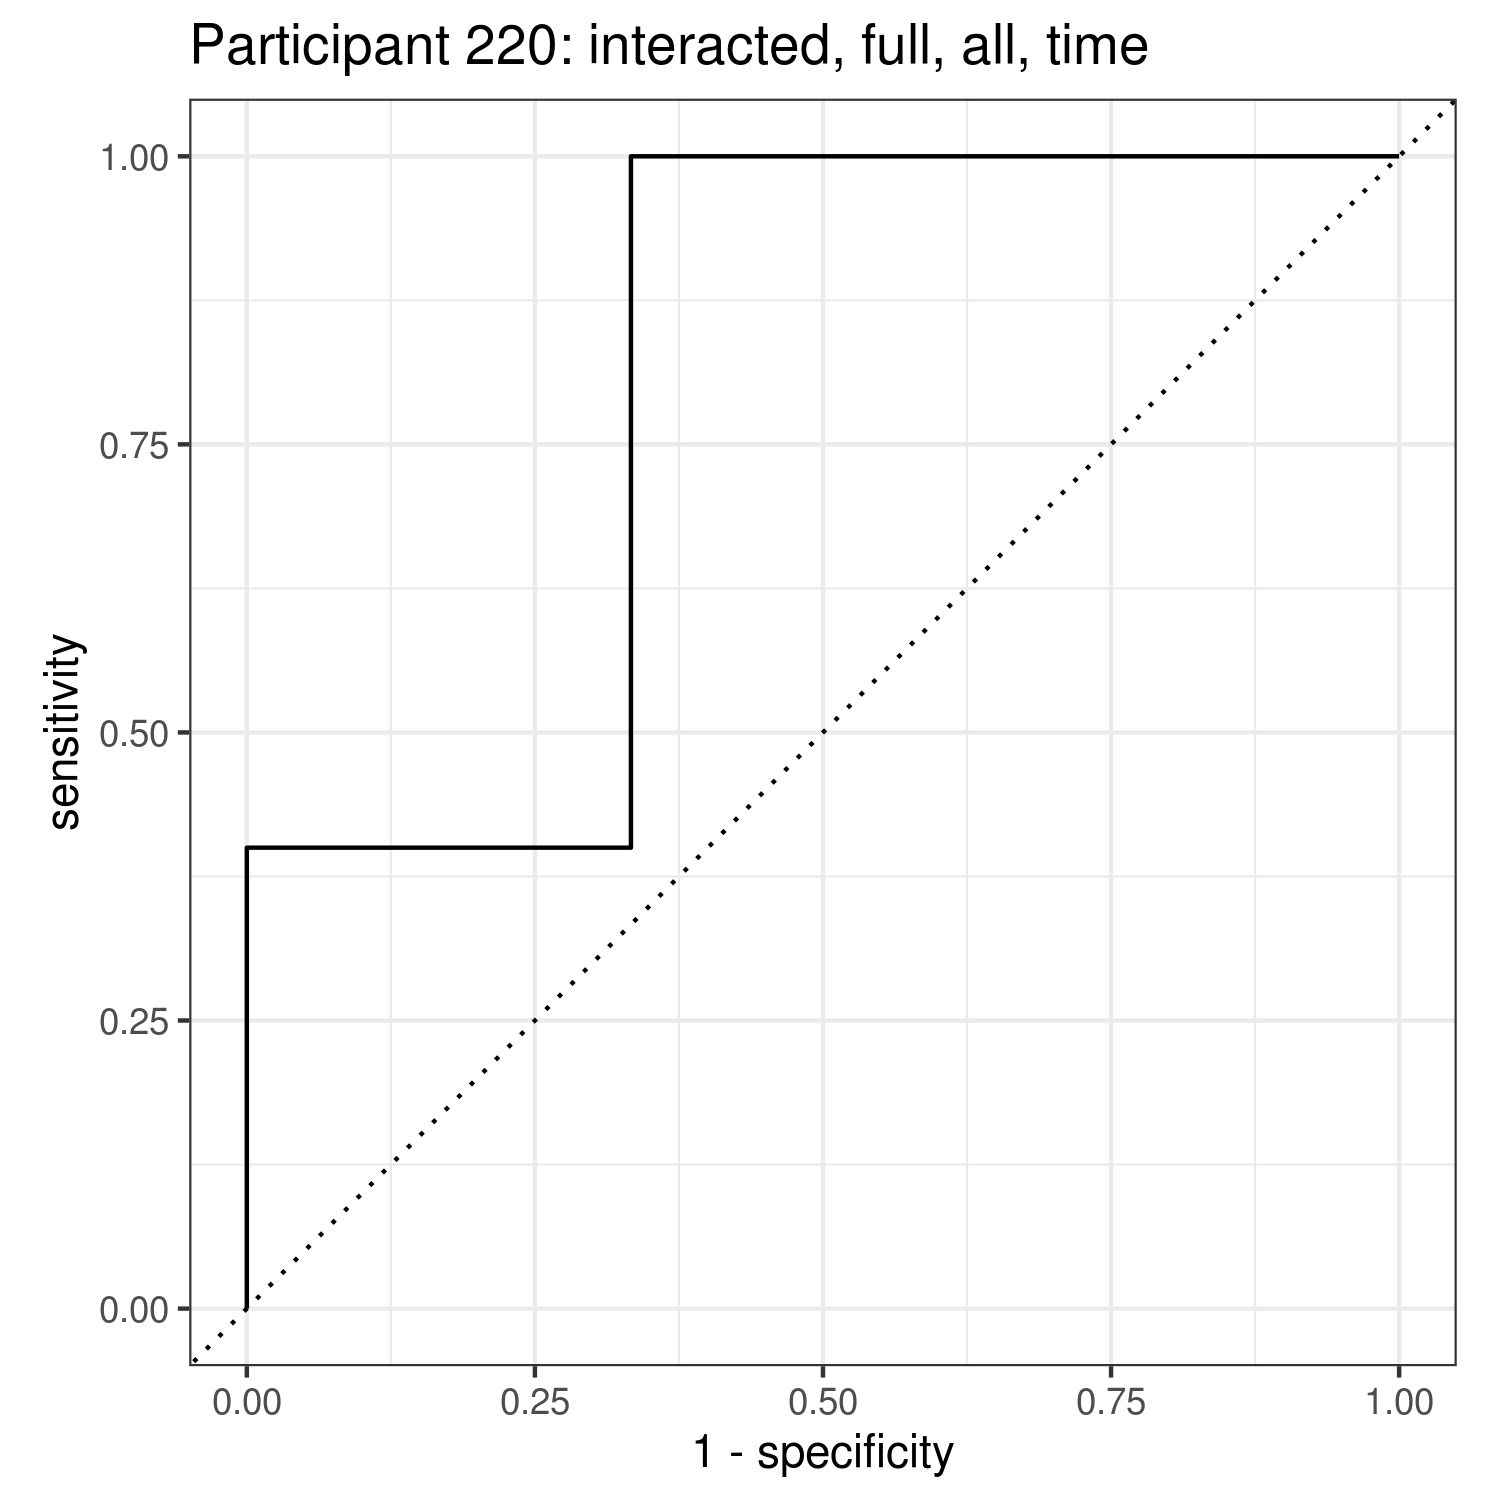 Participant 220: interacted, full, all, time
1.00
0.75
0.50
0.25
0.00
sensitivity
0.00 0.25 0.50 0.75 1.00
1 - specificity